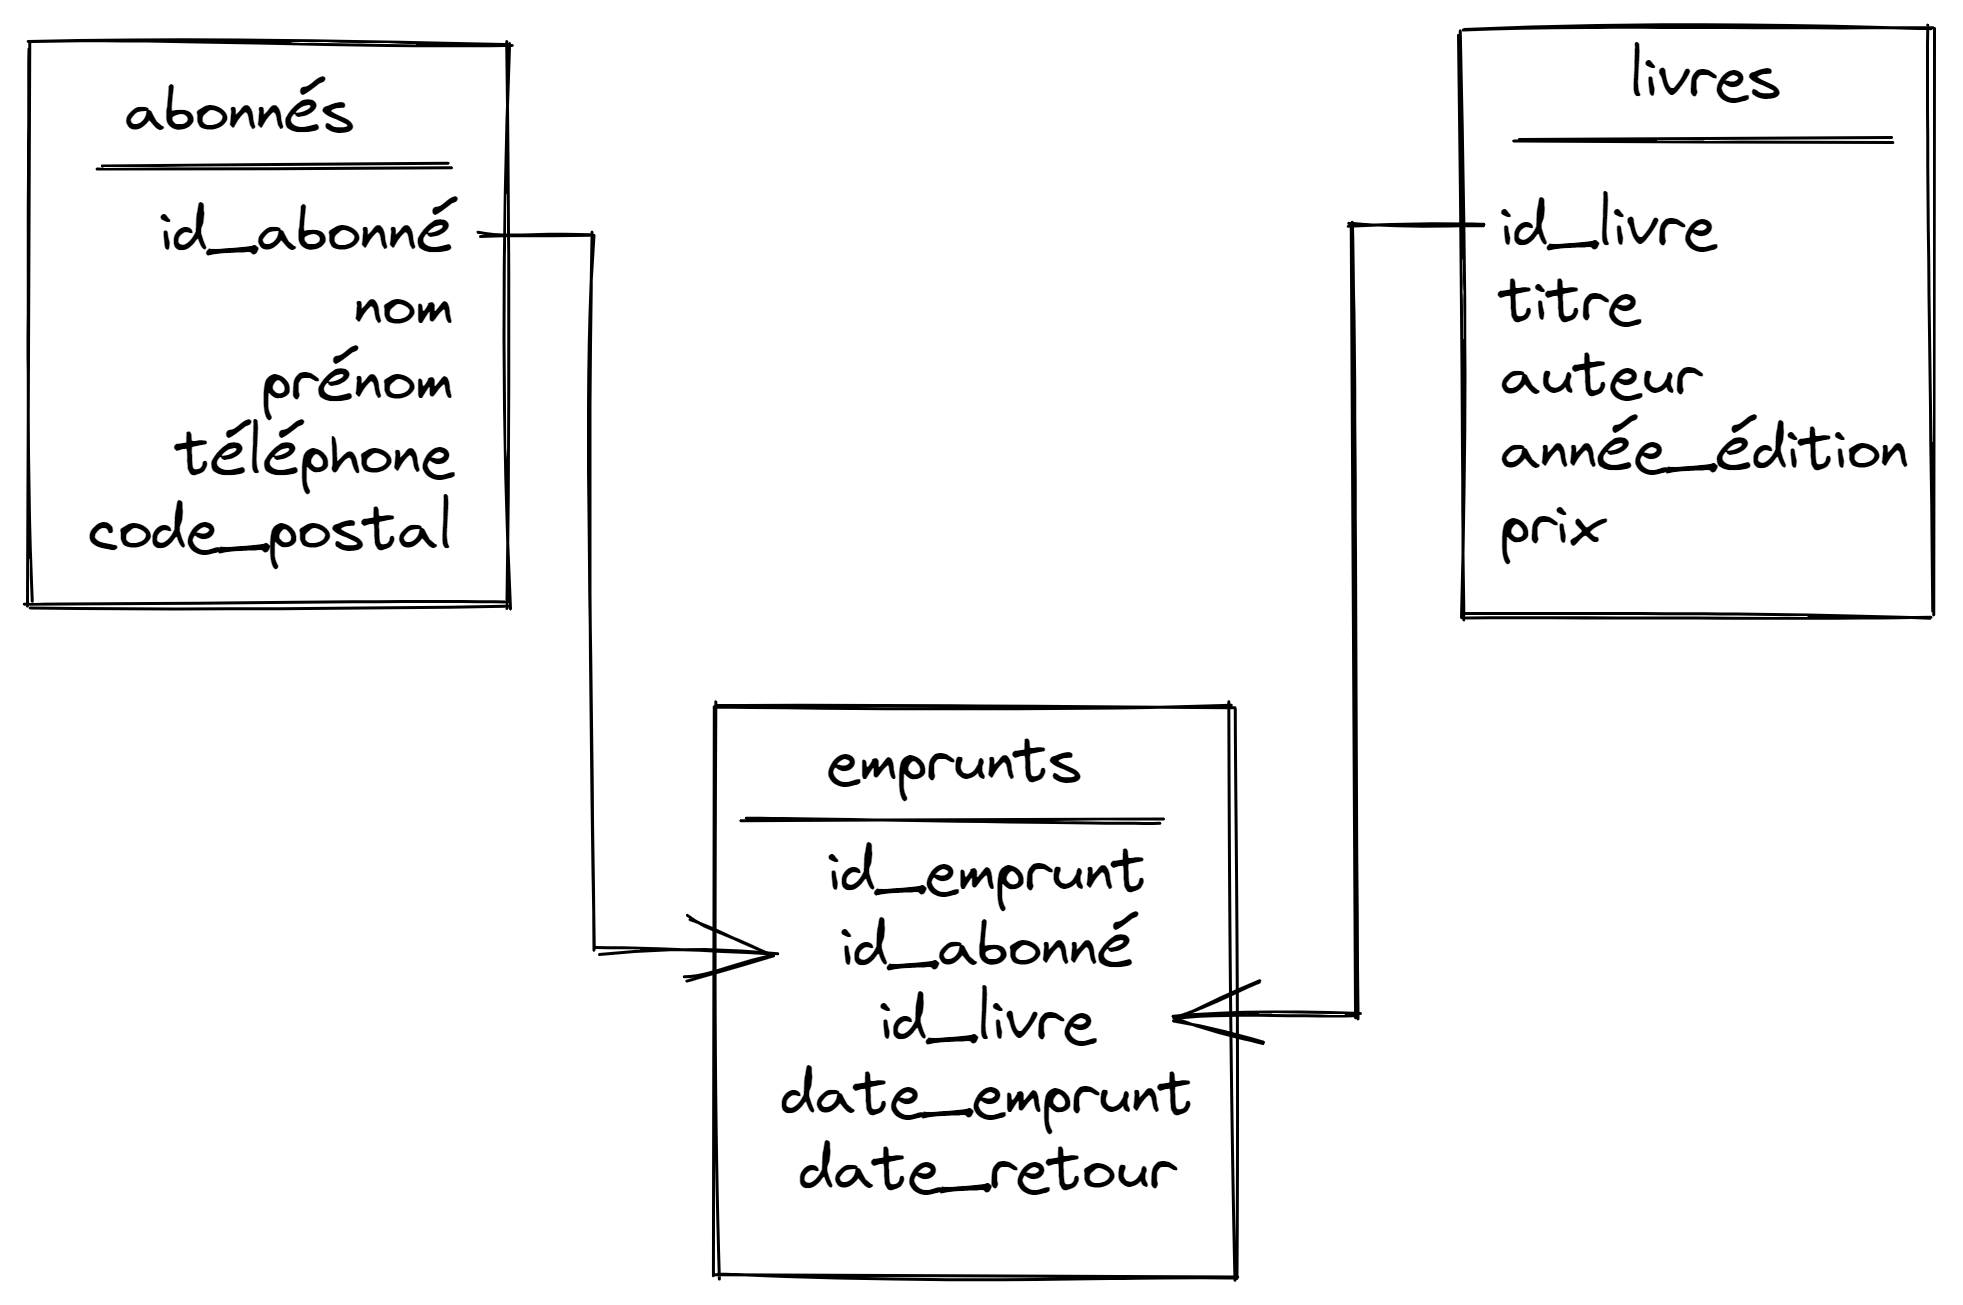 abonnés
id_abonné
nom
prénom
téléphone
code_postal
livres
id_livre
titre
auteur
année_édition
prix
emprunts
id_emprunt
id_abonné
id_livre
date_emprunt
date_retour